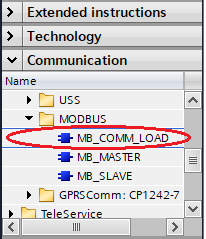 Extended instructions
Technology
Communication
Name
USS
MODBUS
MB_COMM_LOAD
MB_MASTER
MB_SLAVE
GPRSComm: CP1242-7
TeleService